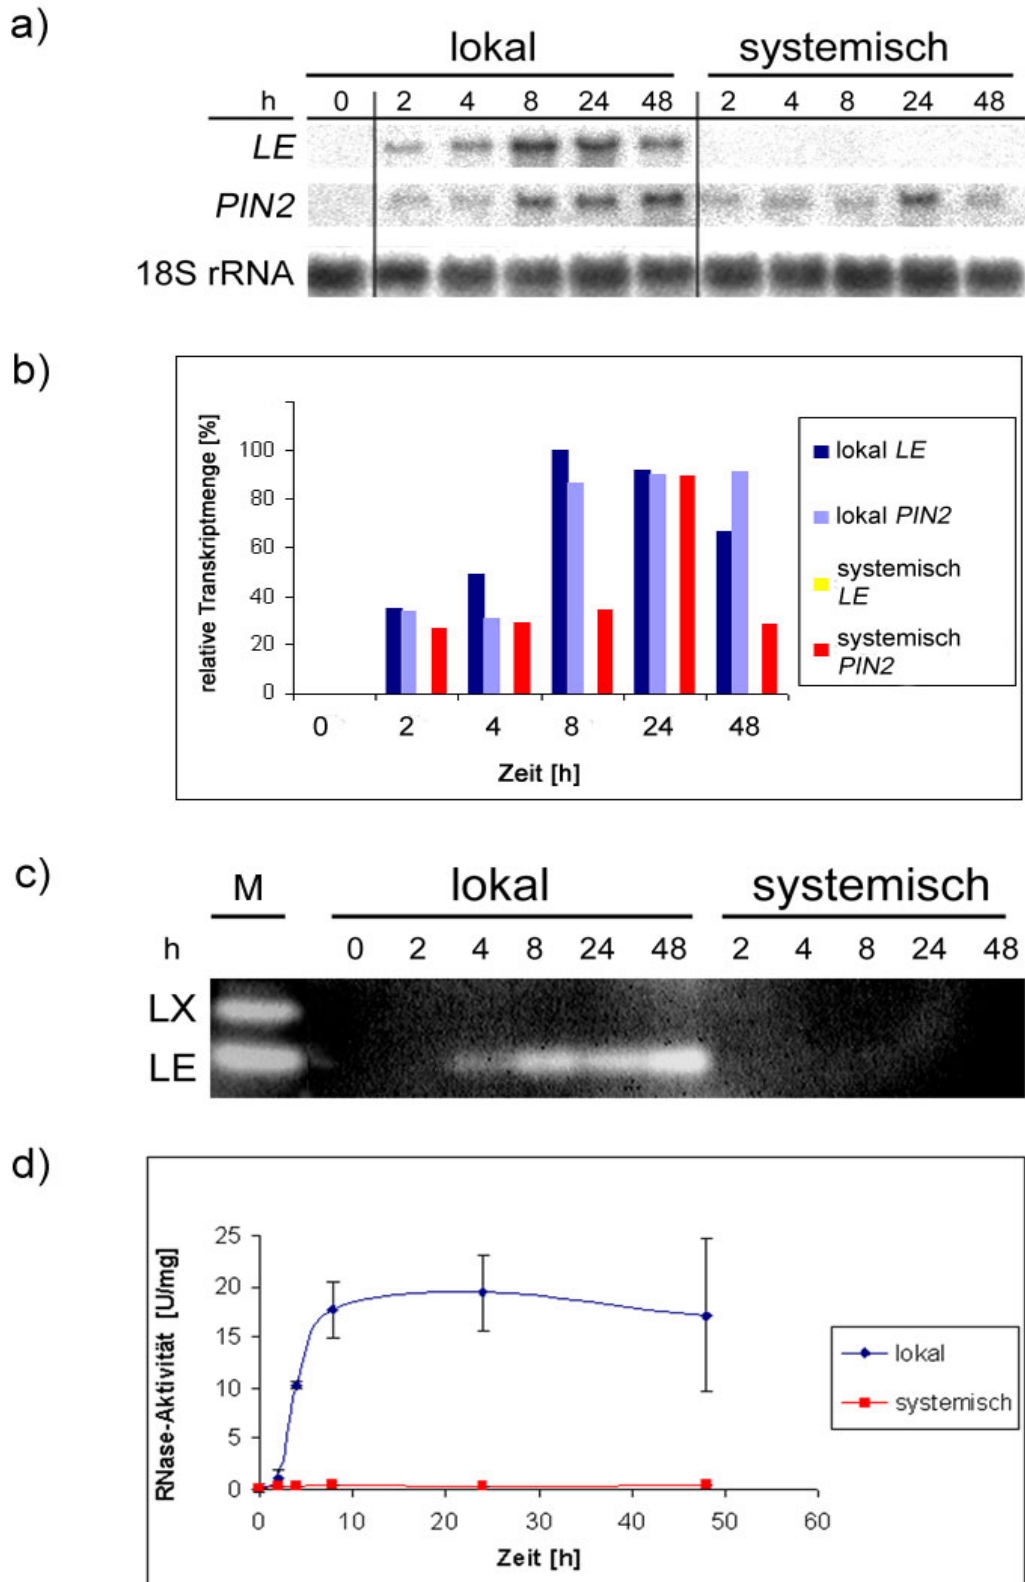 a)
lokal systemisch
h 0 2 4 8 24 48 2 4 8 24 48
LE
PIN2
18S rRNA
b)
relative Transkriptmenge [%]
100
80
60
40
20
0
0 2 4 8 24 48
Zeit [h]
lokal LE
lokal PIN2
systemisch
LE
systemisch
PIN2
c)
M lokal systemisch
h 0 2 4 8 24 48 2 4 8 24 48
LX
LE
d)
RNase-Aktivität [U/mg]
25
20
15
10
5
0
0 10 20 30 40 50 60
Zeit [h]
lokal
systemisch